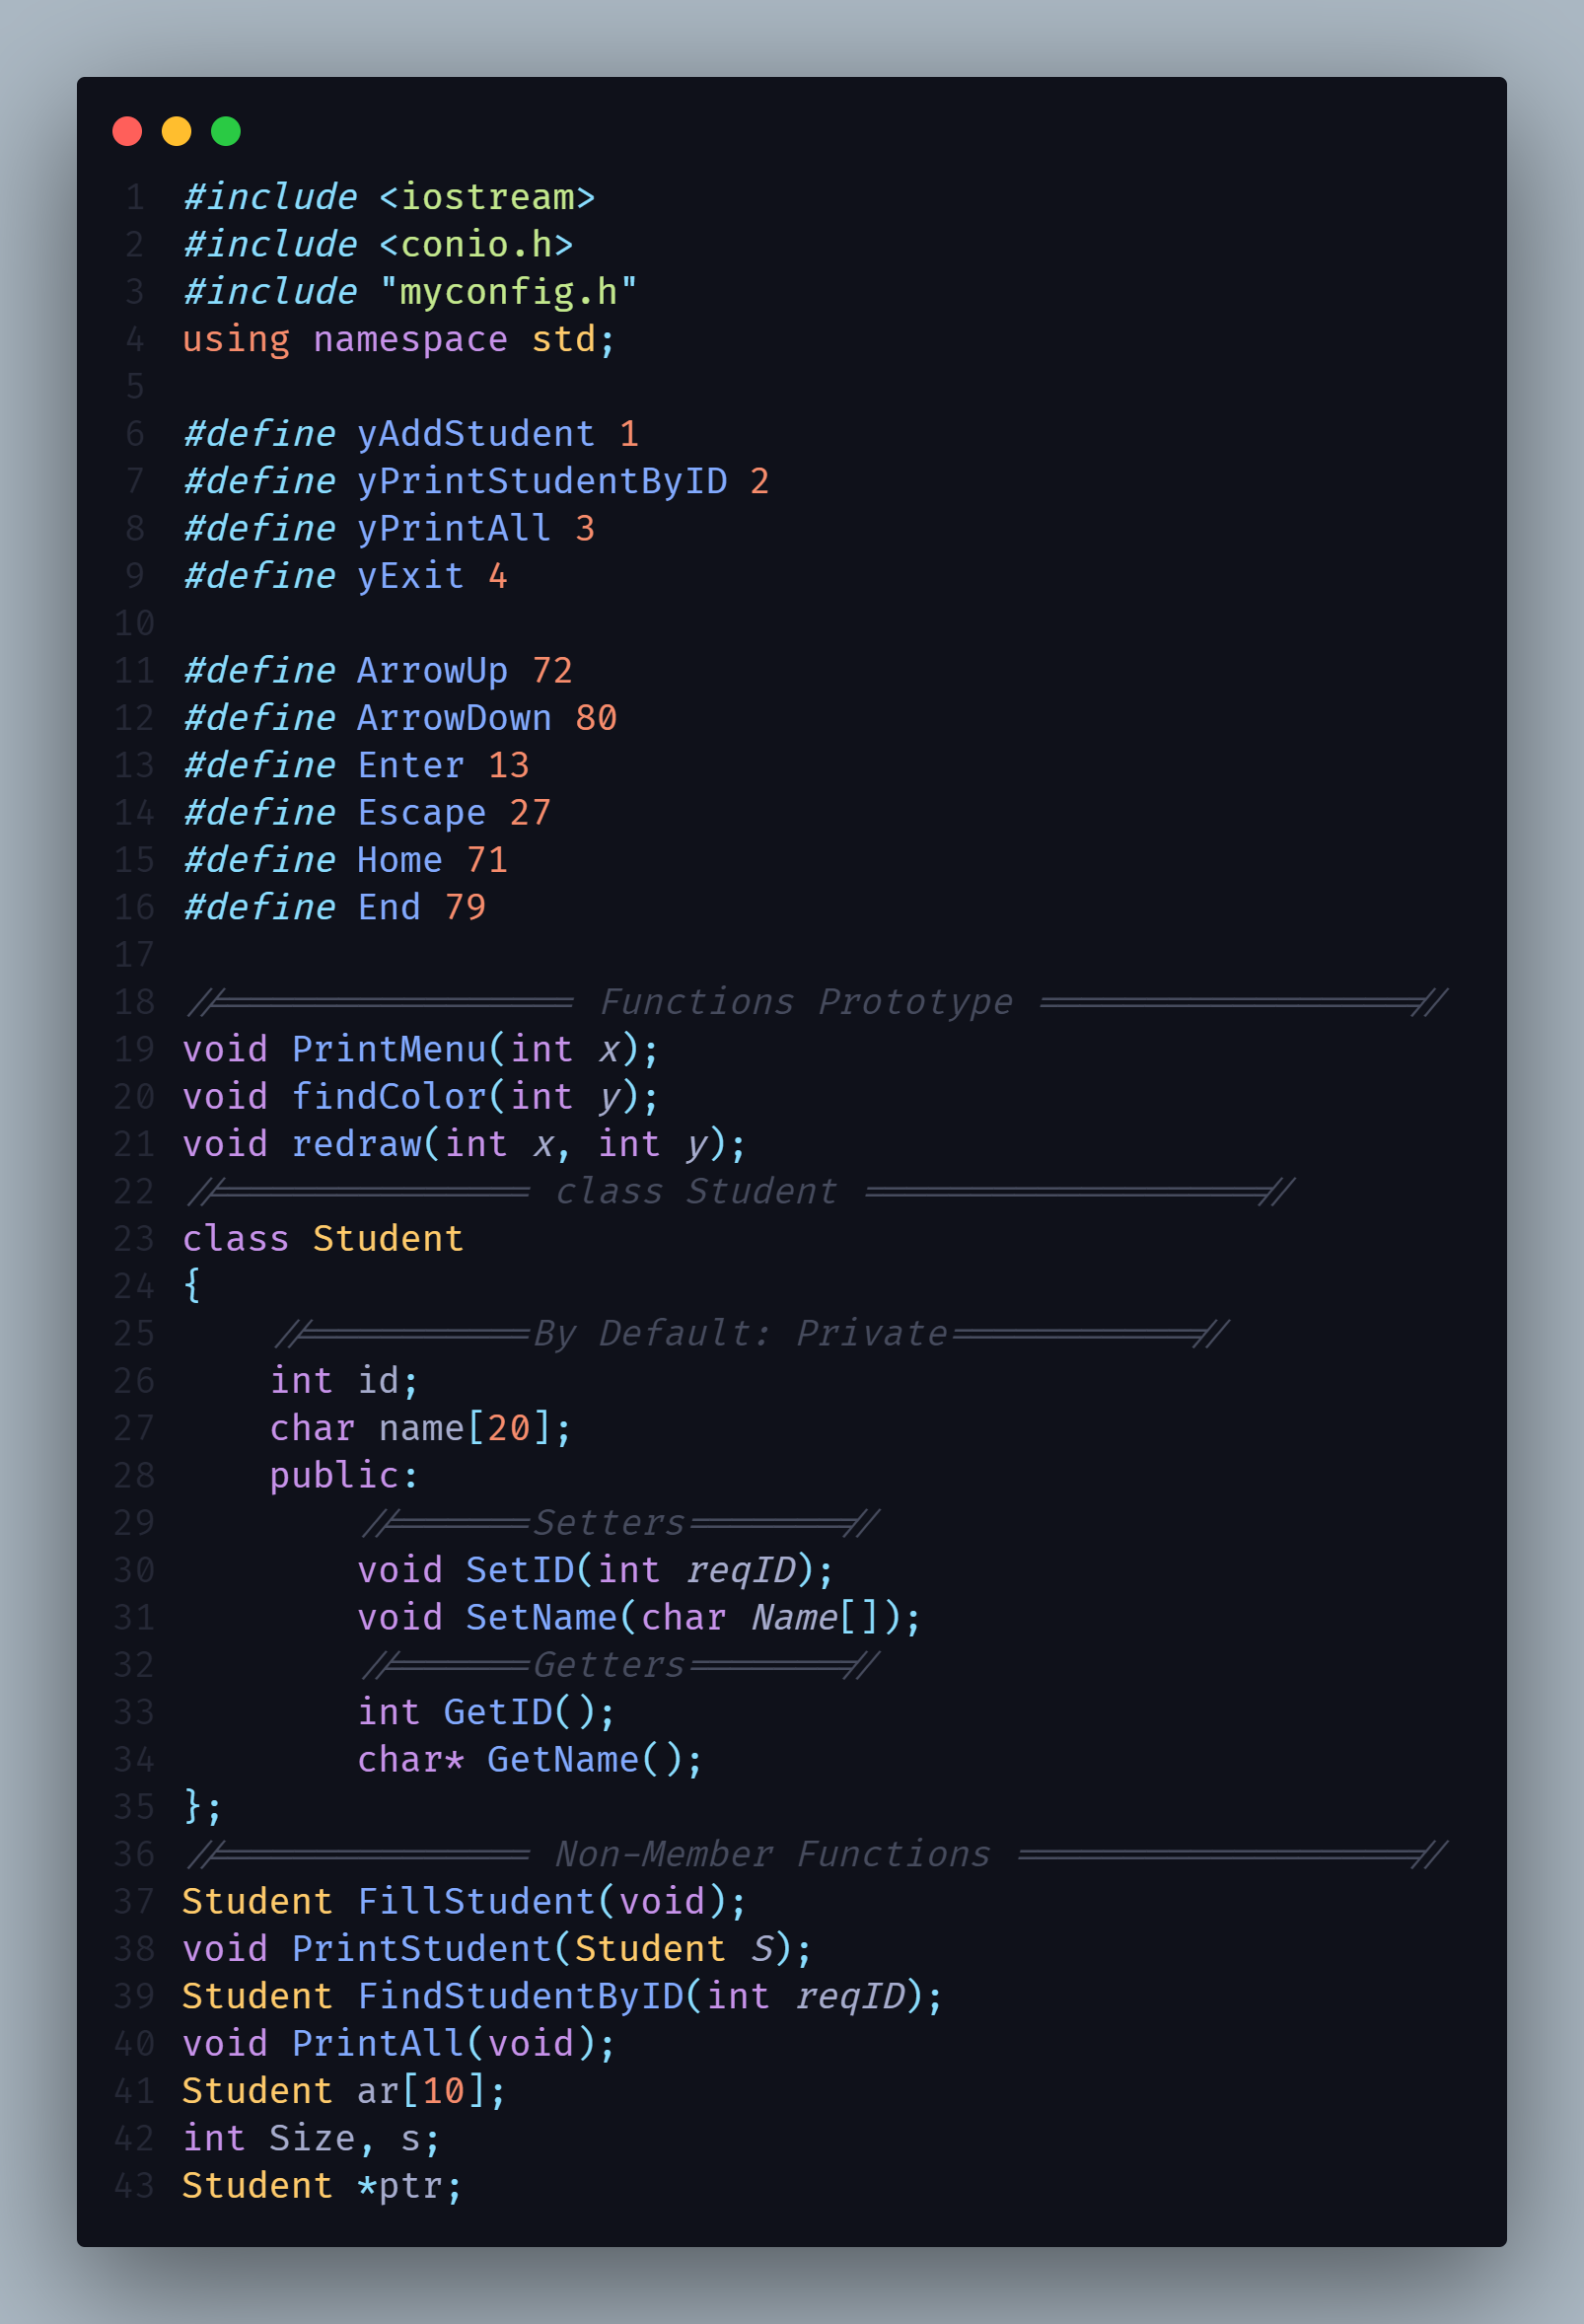 1 #include <iostream>
2 #include <conio.h>
3 #include "myconfig.h"
4 using namespace std;
5
6 #define yAddStudent 1
7 #define yPrintStudentByID 2
8 #define yPrintAll 3
9 #define yExit 4
10
11 #define ArrowUp 72
12 #define ArrowDown 80
13 #define Enter 13
14 #define Escape 27
15 #define Home 71
16 #define End 79
17
18 //================ Functions Prototype =================//
19 void PrintMenu(int x);
20 void findColor(int y);
21 void redraw(int x, int y);
22 //============== class Student ==================//
23 class Student
24 {
25     //==========By Default: Private===========//
26     int id;
27     char name[20];
28     public:
29         //======Setters=======//
30         void SetID(int reqID);
31         void SetName(char Name[]);
32         //======Getters=======//
33         int GetID();
34         char* GetName();
35 };
36 //============== Non-Member Functions ==================//
37 Student FillStudent(void);
38 void PrintStudent(Student S);
39 Student FindStudentByID(int reqID);
40 void PrintAll(void);
41 Student ar[10];
42 int Size, s;
43 Student *ptr;